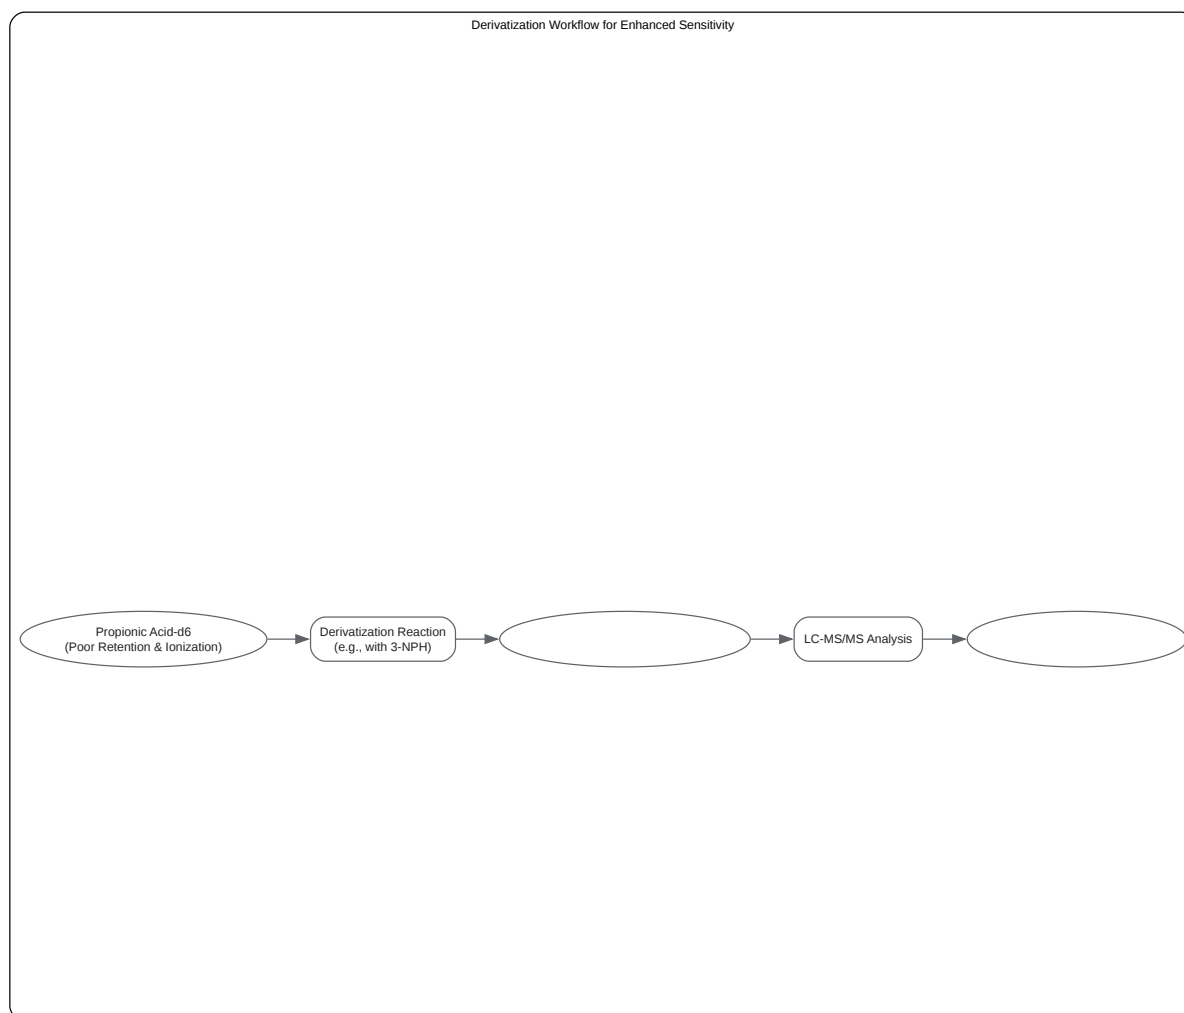 Derivatization Workflow for Enhanced Sensitivity
Propionic Acid-d6
(Poor Retention & Ionization)
Derivatization Reaction
(e.g., with 3-NPH)
LC-MS/MS Analysis